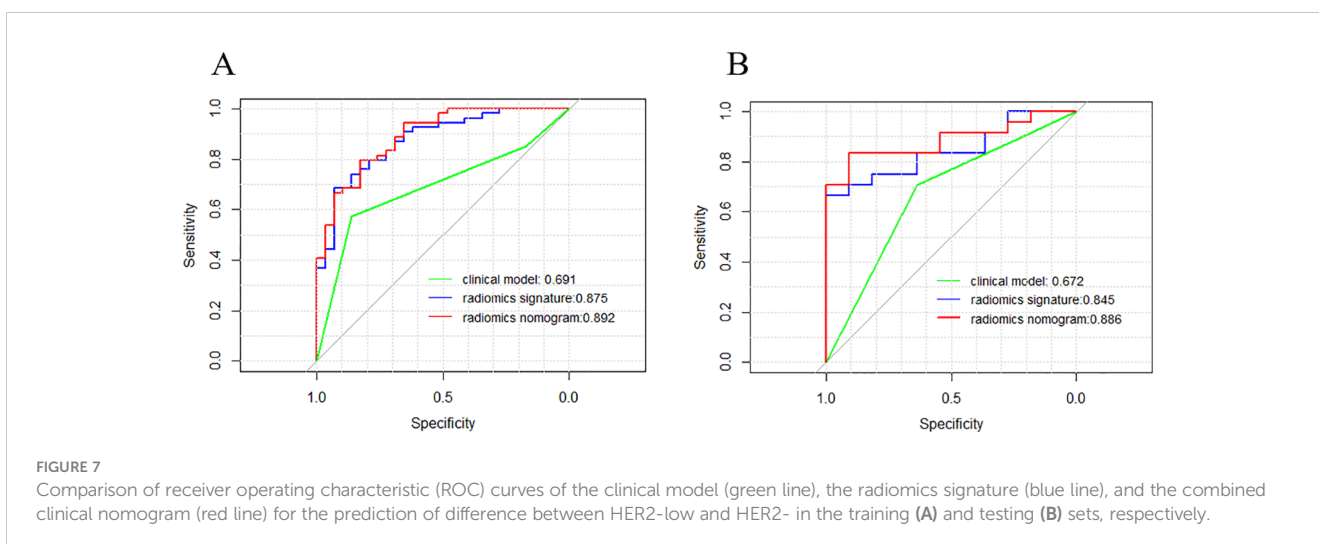 A
B
1.0
0.8
0.6
0.4
0.2
0.0
Sensitivity
clinical model: 0.691
radiomics signature:0.875
radiomics nomogram:0.892
1.0
0.5
0.0
Specificity
1.0
0.8
0.6
0.4
0.2
0.0
Sensitivity
clinical model: 0.672
radiomics signature:0.845
radiomics nomogram:0.886
1.0
0.5
0.0
Specificity
FIGURE 7
Comparison of receiver operating characteristic (ROC) curves of the clinical model (green line), the radiomics signature (blue line), and the combined
clinical nomogram (red line) for the prediction of difference between HER2-low and HER2- in the training (A) and testing (B) sets, respectively.